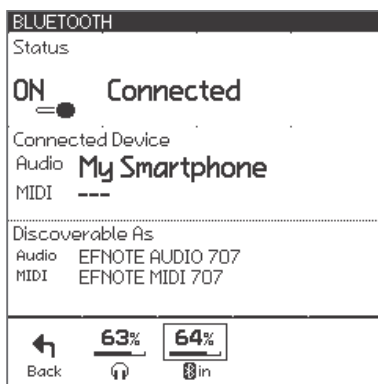 BLUETOOTH
Status
ON Connected
Connected Device
Audio My Smartphone
MIDI ---
Discoverable As
Audio EFNOTE AUDIO 707
MIDI EFNOTE MIDI 707
63% 64%
Back in